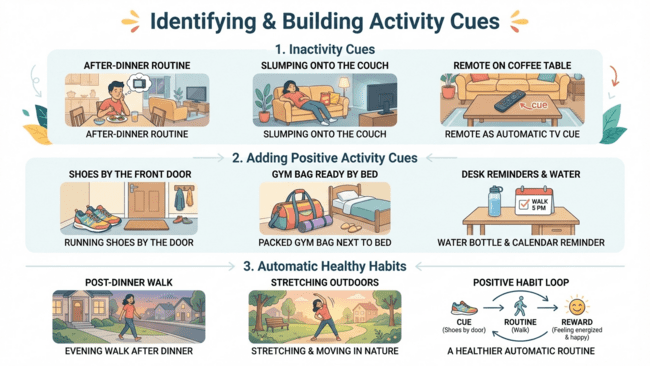 Identifying & Building Activity Cues
1. Inactivity Cues
AFTER-DINNER ROUTINE
AFTER-DINNER ROUTINE
SLUMPING ONTO THE COUCH
SLUMPING ONTO THE COUCH
REMOTE ON COFFEE TABLE
cue
REMOTE AS AUTOMATIC TV CUE
2. Adding Positive Activity Cues
SHOES BY THE FRONT DOOR
RUNNING SHOES BY THE DOOR
GYM BAG READY BY BED
PACKED GYM BAG NEXT TO BED
DESK REMINDERS & WATER
WALK
5 PM
WATER BOTTLE & CALENDAR REMINDER
3. Automatic Healthy Habits
POST-DINNER WALK
EVENING WALK AFTER DINNER
STRETCHING OUTDOORS
STRETCHING & MOVING IN NATURE
POSITIVE HABIT LOOP
CUE
(Shoes by door)
ROUTINE
(Walk)
REWARD
(Feeling energized
& happy)
A HEALTHIER AUTOMATIC ROUTINE